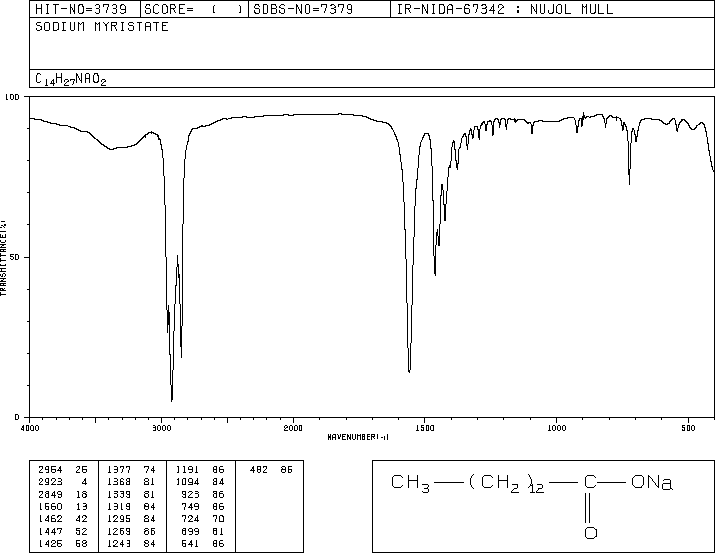 HIT-NO=3739 SCORE= ( ) SDBS-NO=7379 IR-NIDA-67342 : NUJOL MULL
SODIUM MYRISTATE
C14H27NAO2
100
50
0
TRANSMITTANCE(%)
4000 3000 2000 1500 1000 500
WAVENUMBER(-1)
2954 26 1377 74 1191 86 482 86
2923 4 1368 81 1094 84
2849 18 1339 81 923 86
1560 13 1319 84 749 86
1462 42 1295 84 724 70
1447 52 1269 86 699 81
1425 58 1243 84 541 86
CH3 (CH2)12 C ONa
O